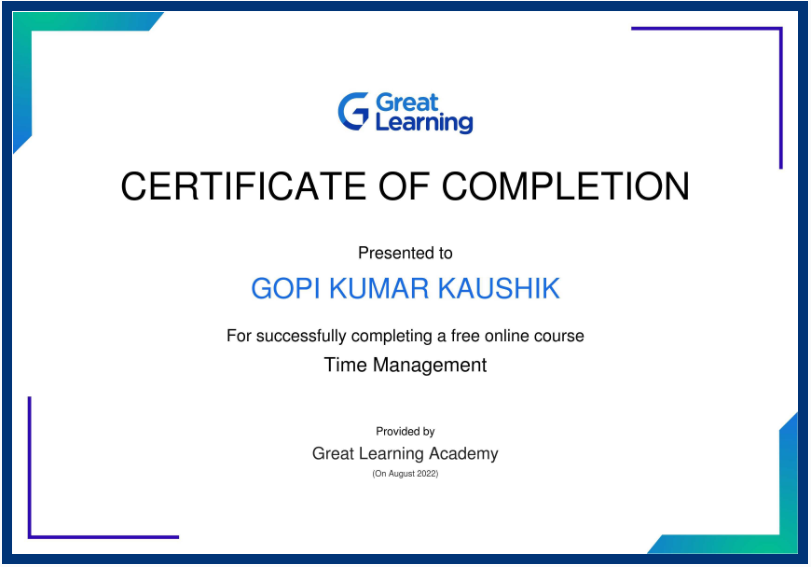 Great
Learning
CERTIFICATE OF COMPLETION
Presented to
GOPI KUMAR KAUSHIK
For successfully completing a free online course
Time Management
Provided by
Great Learning Academy
(On August 2022)